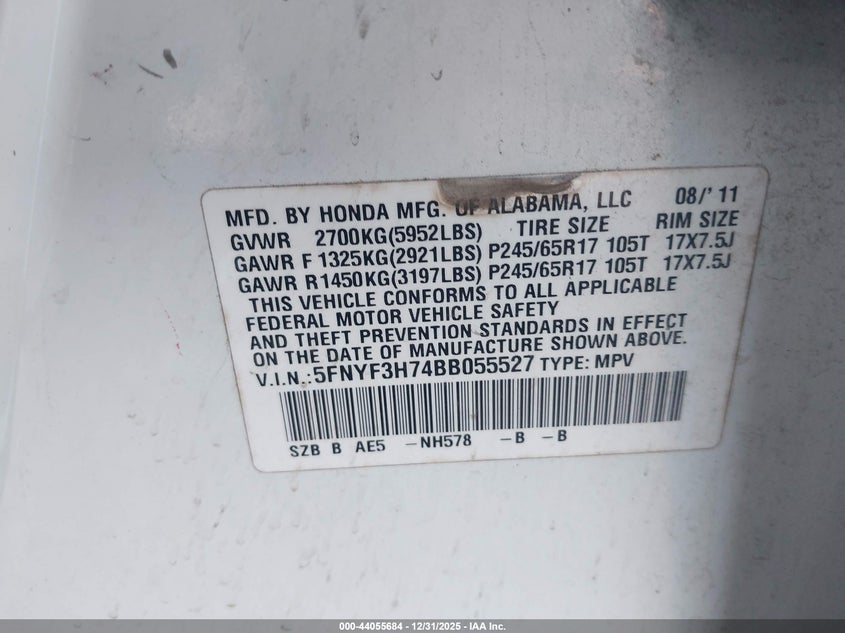 MFD. BY HONDA MFG. OF ALABAMA, LLC 08/'11
GVWR 2700KG(5952LBS) TIRE SIZE RIM SIZE
GAWR F 1325KG(2921LBS) P245/65R17 105T 17X7.5J
GAWR R1450KG(3197LBS) P245/65R17 105T 17X7.5J
THIS VEHICLE CONFORMS TO ALL APPLICABLE
FEDERAL MOTOR VEHICLE SAFETY
AND THEFT PREVENTION STANDARDS IN EFFECT
ON THE DATE OF MANUFACTURE SHOWN ABOVE.
V.I.N.:5FNYF3H74BB055527 TYPE: MPV
SZB B AE5 -NH578 -B -B
000-44055684 - 12/31/2025 - IAA Inc.